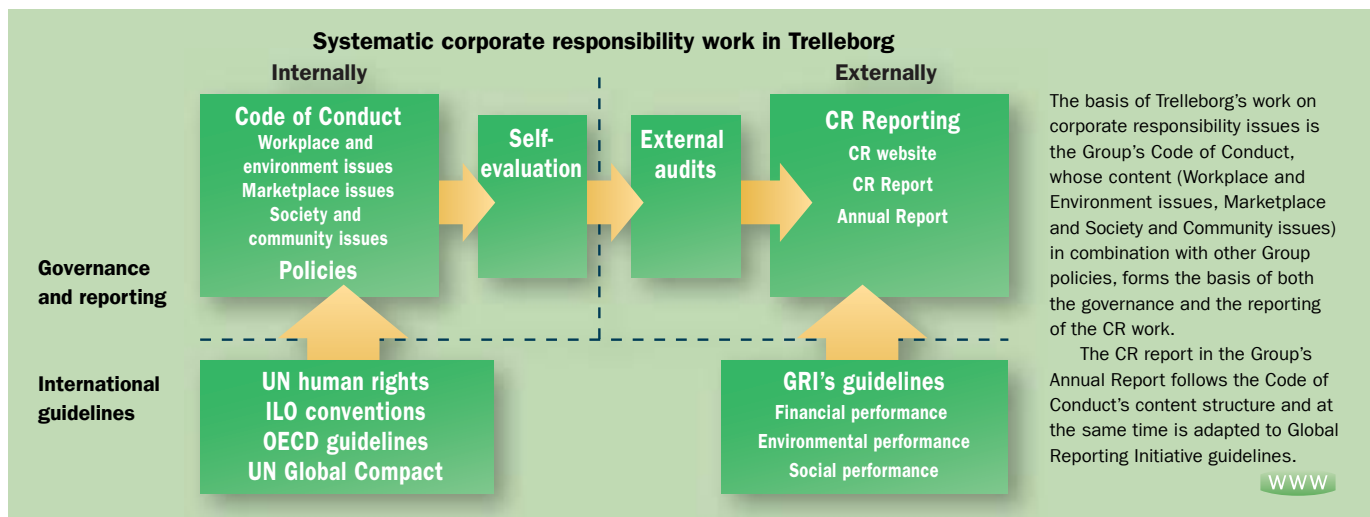 Systematic corporate responsibility work in Trelleborg
Internally
Externally
Code of Conduct
Workplace and
environment issues
Marketplace issues
Society and
community issues
Policies
Self-
evaluation
External
audits
CR Reporting
CR website
CR Report
Annual Report
Governance
and reporting
International
guidelines
UN human rights
ILO conventions
OECD guidelines
UN Global Compact
GRI's guidelines
Financial performance
Environmental performance
Social performance
The basis of Trelleborg's work on
corporate responsibility issues is
the Group's Code of Conduct,
whose content (Workplace and
Environment issues, Marketplace
and Society and Community issues)
in combination with other Group
policies, forms the basis of both
the governance and the reporting
of the CR work.
The CR report in the Group's
Annual Report follows the Code of
Conduct's content structure and at
the same time is adapted to Global
Reporting Initiative guidelines.
WWW